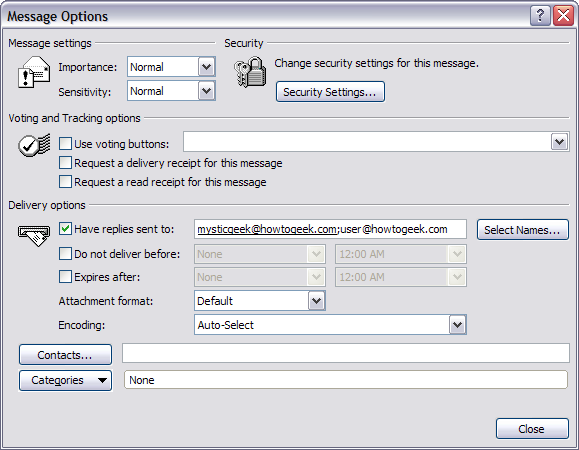 Message Options
Message settings
Security
Importance: Normal
Change security settings for this message.
Sensitivity: Normal
Security Settings...
Voting and Tracking options
Use voting buttons:
Request a delivery receipt for this message
Request a read receipt for this message
Delivery options
Have replies sent to: mysticgeek@howtogeek.com;user@howtogeek.com Select Names...
Do not deliver before: None 12:00 AM
Expires after: None 12:00 AM
Attachment format: Default
Encoding: Auto-Select
Contacts...
Categories None
Close